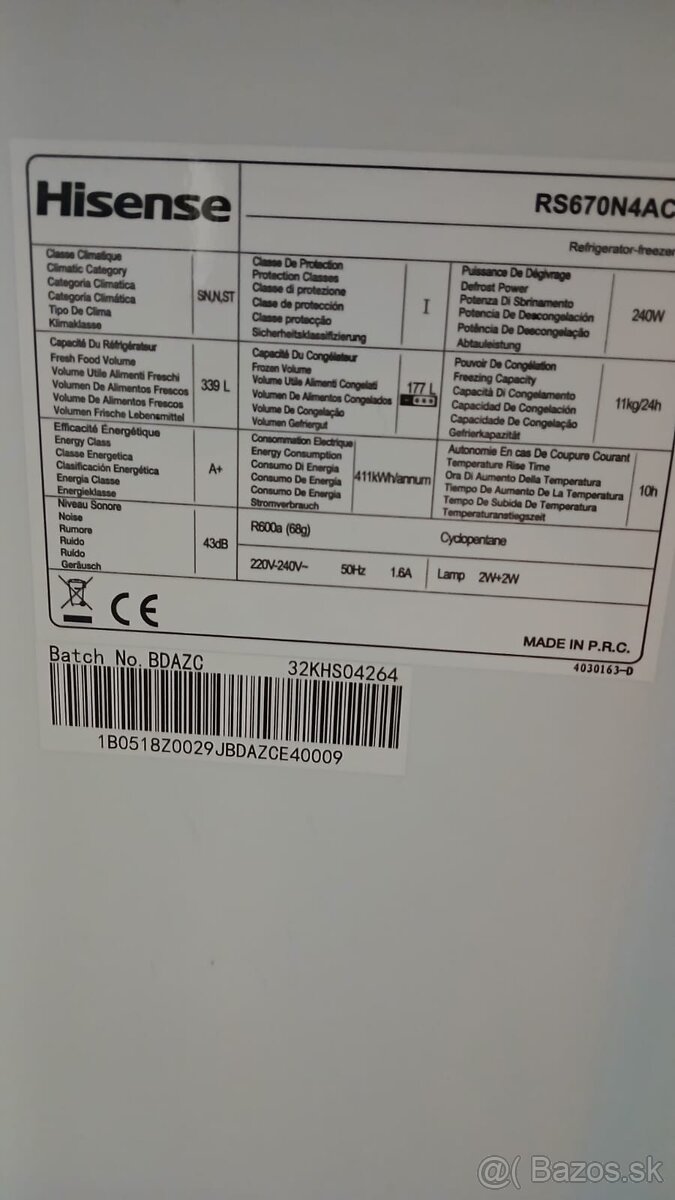 Hisense
RS670N4AC
Refrigerator-freezer
Classe Climatique
Climatic Category
Categoria Climatica
Categoria Climática
Tipo De Clima
Klimaklasse
SN,N,ST
Classe De Protection
Protection Classes
Classe di protezione
Clase de protección
Classe protecção
Sicherheitsklassifizierung
I
Puissance De Dégivrage
Defrost Power
Potenza Di Sbrinamento
Potencia De Descongelación
Potência De Descongelação
Abtauleistung
240W
Capacité Du Réfrigérateur
Fresh Food Volume
Volume Utile Alimenti Freschi
Volumen De Alimentos Frescos
Volume De Alimentos Frescos
Volumen Frische Lebensmittel
339 L
Capacité Du Congélateur
Frozen Volume
Volume Utile Alimenti Congelati
Volumen De Alimentos Congelados
Volume De Congelação
Volumen Gefriergut
177 L
Pouvoir De Congélation
Freezing Capacity
Capacità Di Congelamento
Capacidad De Congelación
Capacidade De Congelação
Gefrierkapazität
11kg/24h
Efficacité Énergétique
Energy Class
Classe Energetica
Clasificación Energética
Energia Classe
Energieklasse
A+
Consommation Electrique
Energy Consumption
Consumo Di Energia
Consumo De Energía
Consumo De Energia
Stromverbrauch
411kWh/annum
Autonomie En cas De Coupure Courant
Temperature Rise Time
Ora Di Aumento Della Temperatura
Tiempo De Aumento De La Temperatura
Tempo De Subida De Temperatura
Temperaturanstiegszeit
10h
Niveau Sonore
Noise
Rumore
Ruido
Ruído
Geräusch
43dB
R600a (68g)
Cyclopentane
220V-240V~ 50Hz 1.6A
Lamp 2W+2W
CE
MADE IN P.R.C.
4030163-D
Batch No. BDAZC 32KHS04264
1B0518Z0029JBDAZCE40009
@( Bazos.sk